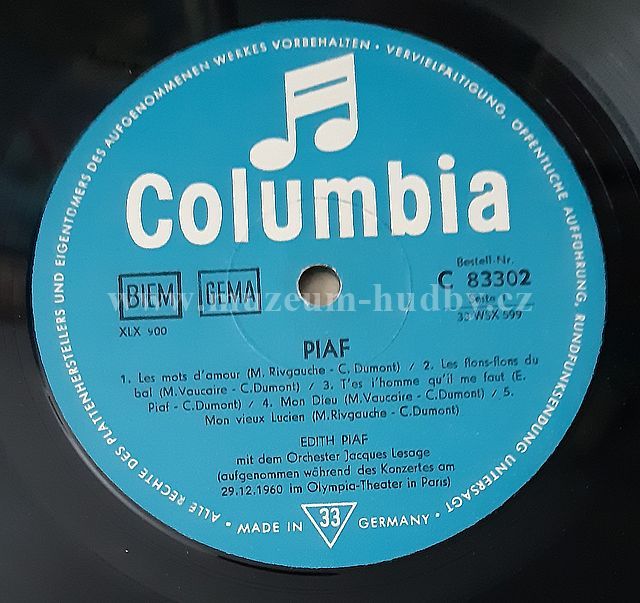 ALLE RECHTE DES PLATTENHERSTELLERS UND EIGENTÜMERS DES AUFGENOMMENEN WERKES VORBEHALTEN • VERVIELFÄLTIGUNG, ÖFFENTLICHE AUFFÜHRUNG, RUNDFUNKSENDUNG UNTERSAGT •
Columbia
BIEM GEMA
XLX 900
Bestell-Nr.
C 83302
Seite
33 WSX 599
www.muzeum-hudby.cz
PIAF
1. Les mots d'amour (M. Rivgauche - C. Dumont) / 2. Les flons-flons du
bal (M. Vaucaire - C. Dumont) / 3. T'es l'homme qu'il me faut (E.
Piaf - C. Dumont) / 4. Mon Dieu (M. Vaucaire - C. Dumont) / 5.
Mon vieux Lucien (M. Rivgauche - C. Dumont)
EDITH PIAF
mit dem Orchester Jacques Lesage
(aufgenommen während des Konzertes am
29.12.1960 im Olympia-Theater in Paris)
MADE IN 33 GERMANY